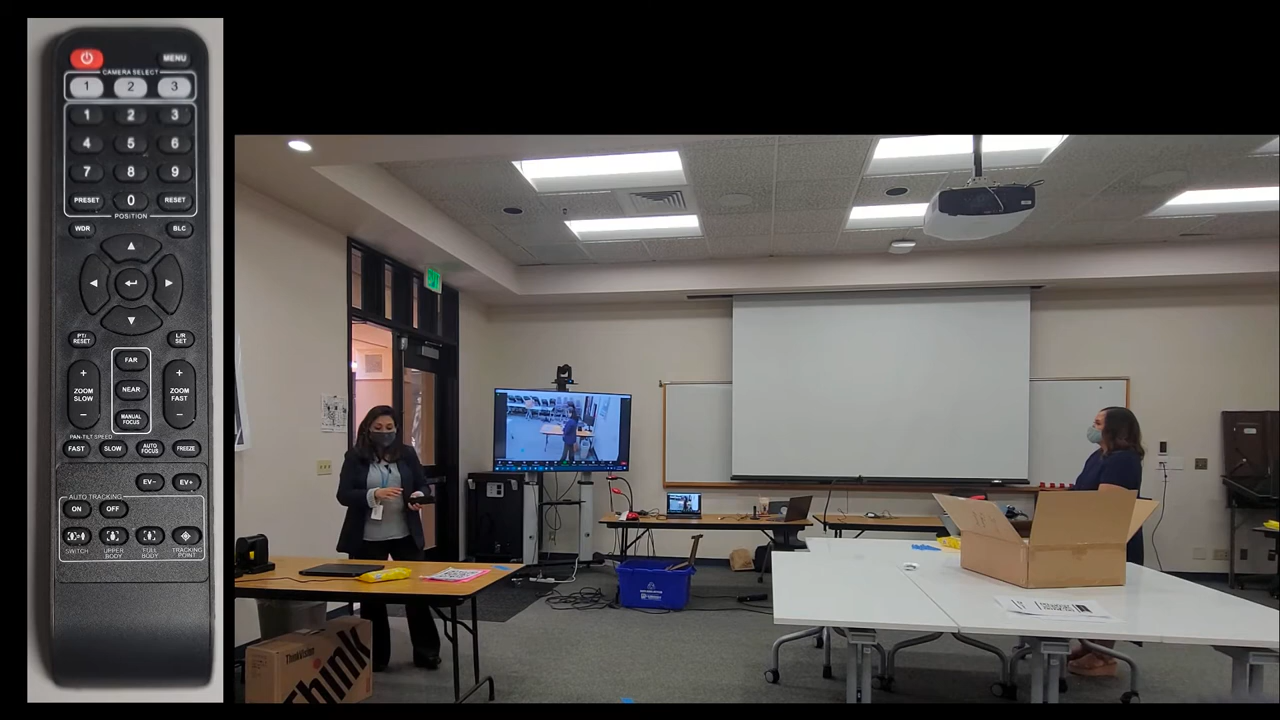 MENU
CAMERA SELECT
1 2 3
1 2 3
4 5 6
7 8 9
PRESET 0 RESET
POSITION
WDR BLC
PT/
RESET
L/R
SET
FAR
ZOOM
SLOW
NEAR
ZOOM
FAST
MANUAL
FOCUS
PAN-TILT SPEED
FAST SLOW AUTO
FOCUS FREEZE
EV- EV+
AUTO TRACKING
ON OFF
SWITCH UPPER
BODY FULL
BODY TRACKING
POINT
EXIT
ThinkVision
Think